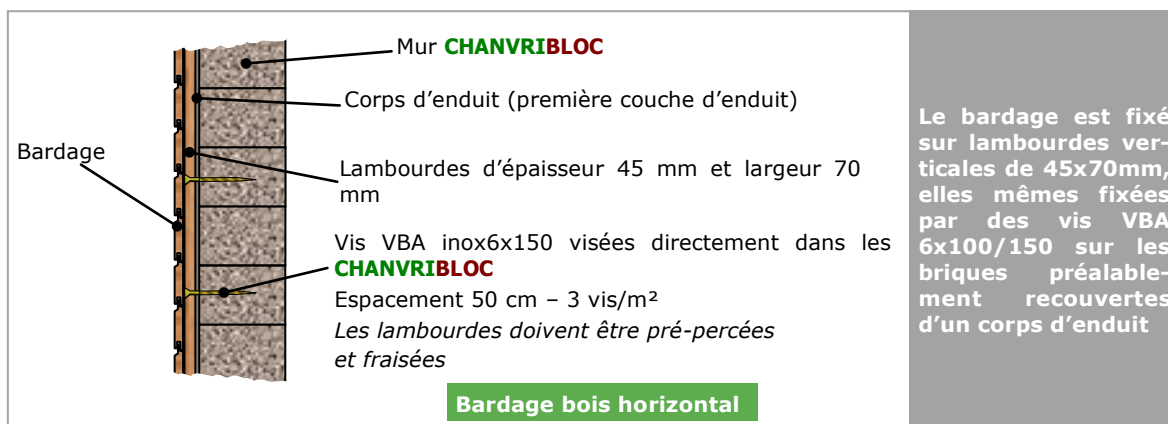 Mur CHANVRIBLOC
Corps d'enduit (première couche d'enduit)
Bardage
Lambourdes d'épaisseur 45 mm et largeur 70
mm
Vis VBA inox6x150 visées directement dans les
CHANVRIBLOC
Espacement 50 cm – 3 vis/m²
Les lambourdes doivent être pré-percées
et fraisées
Bardage bois horizontal
Le bardage est fixé
sur lambourdes ver-
ticales de 45x70mm,
elles mêmes fixées
par des vis VBA
6x100/150 sur les
briques préalable-
ment recouvertes
d'un corps d'enduit